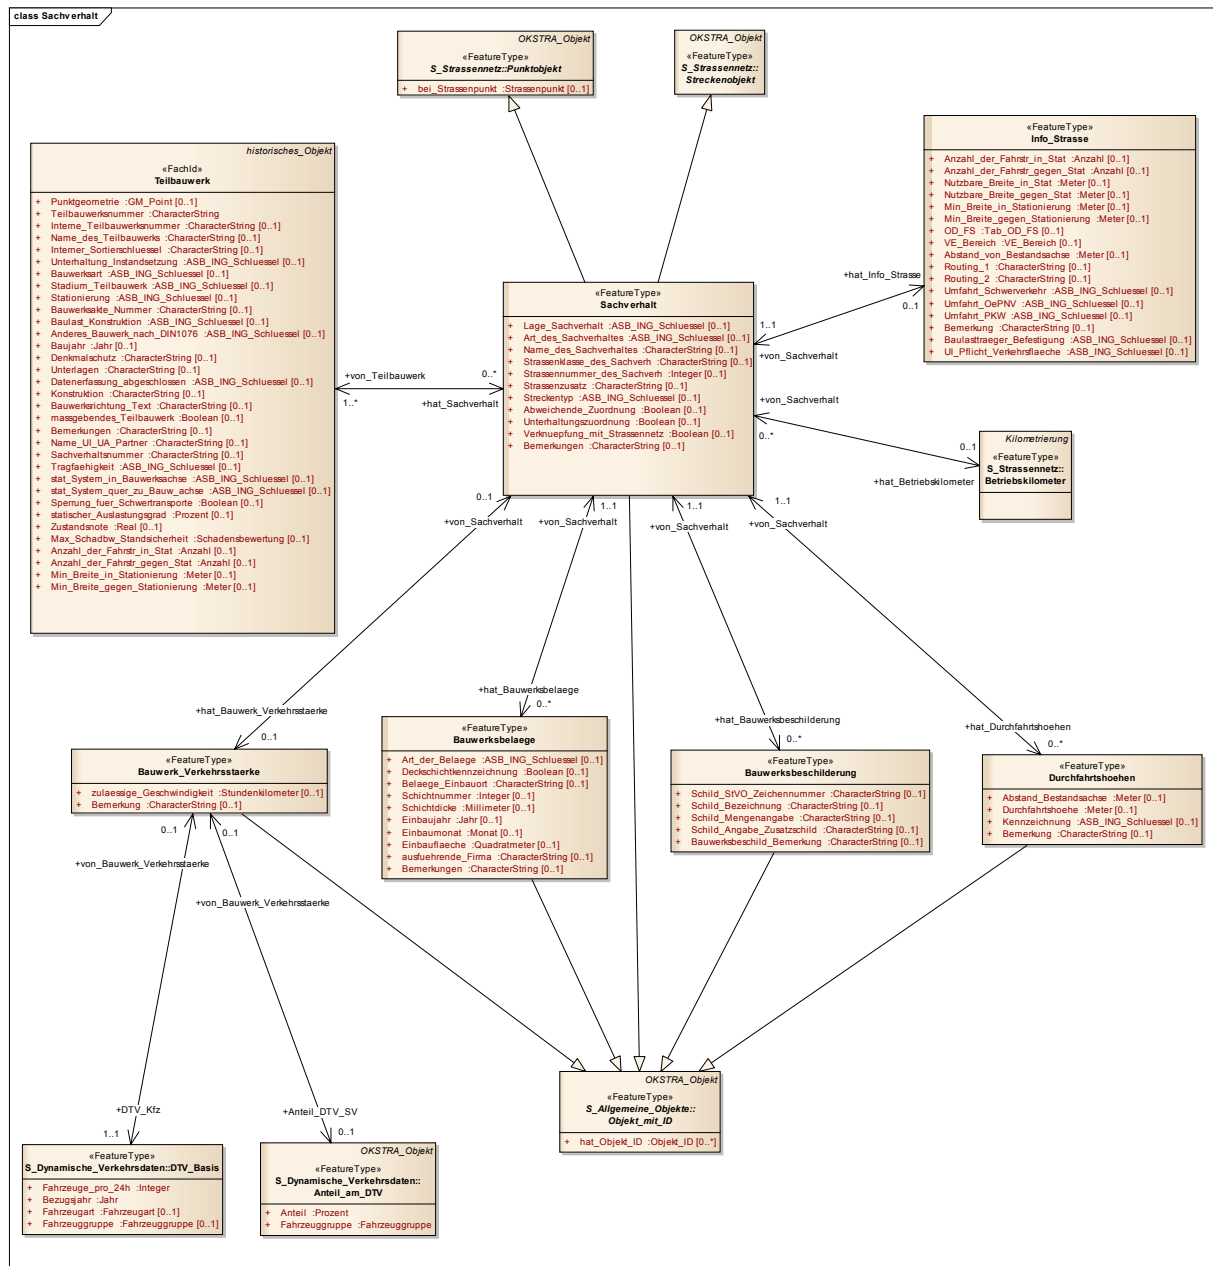 class Sachverhalt
OKSTRA_Objekt
«FeatureType»
S_Strassennetz::Punktobjekt
+ bei_Strassenpunkt :Strassenpunkt [0..1]
OKSTRA_Objekt
«FeatureType»
S_Strassennetz::
Streckenobjekt
«FeatureType»
Info_Strasse
+ Anzahl_der_Fahrstr_in_Stat :Anzahl [0..1]
+ Anzahl_der_Fahrstr_gegen_Stat :Anzahl [0..1]
+ Nutzbare_Breite_in_Stat :Meter [0..1]
+ Nutzbare_Breite_gegen_Stat :Meter [0..1]
+ Min_Breite_in_Stationierung :Meter [0..1]
+ Min_Breite_gegen_Stationierung :Meter [0..1]
+ OD_FS :Tab_OD_FS [0..1]
+ VE_Bereich :VE_Bereich [0..1]
+ Abstand_von_Bestandsachse :Meter [0..1]
+ Routing_1 :CharacterString [0..1]
+ Routing_2 :CharacterString [0..1]
+ Umfahrt_Schwerverkehr :ASB_ING_Schluessel [0..1]
+ Umfahrt_OePNV :ASB_ING_Schluessel [0..1]
+ Umfahrt_PKW :ASB_ING_Schluessel [0..1]
+ Bemerkung :CharacterString [0..1]
+ Baulasttraeger_Befestigung :ASB_ING_Schluessel [0..1]
+ UI_Pflicht_Verkehrsflaeche :ASB_ING_Schluessel [0..1]
historisches_Objekt
«FachId»
Teilbauwerk
+ Punktgeometrie :GM_Point [0..1]
+ Teilbauwerksnummer :CharacterString
+ Interne_Teilbauwerksnummer :CharacterString [0..1]
+ Name_des_Teilbauwerks :CharacterString [0..1]
+ Interner_Sortierschluessel :CharacterString [0..1]
+ Unterhaltung_Instandsetzung :ASB_ING_Schluessel [0..1]
+ Bauwerksart :ASB_ING_Schluessel [0..1]
+ Stadium_Teilbauwerk :ASB_ING_Schluessel [0..1]
+ Stationierung :ASB_ING_Schluessel [0..1]
+ Bauwerksakte_Nummer :CharacterString [0..1]
+ Baulast_Konstruktion :ASB_ING_Schluessel [0..1]
+ Anderes_Bauwerk_nach_DIN1076 :ASB_ING_Schluessel [0..1]
+ Baujahr :Jahr [0..1]
+ Denkmalschutz :CharacterString [0..1]
+ Unterlagen :CharacterString [0..1]
+ Datenerfassung_abgeschlossen :ASB_ING_Schluessel [0..1]
+ Konstruktion :CharacterString [0..1]
+ Bauwerksrichtung_Text :CharacterString [0..1]
+ massgebendes_Teilbauwerk :Boolean [0..1]
+ Bemerkungen :CharacterString [0..1]
+ Name_UI_UA_Partner :CharacterString [0..1]
+ Sachverhaltsnummer :CharacterString [0..1]
+ Tragfaehigkeit :ASB_ING_Schluessel [0..1]
+ stat_System_in_Bauwerksachse :ASB_ING_Schluessel [0..1]
+ stat_System_quer_zu_Bauw_achse :ASB_ING_Schluessel [0..1]
+ Sperrung_fuer_Schwertransporte :Boolean [0..1]
+ statischer_Auslastungsgrad :Prozent [0..1]
+ Zustandsnote :Real [0..1]
+ Max_Schadbw_Standsicherheit :Schadensbewertung [0..1]
+ Anzahl_der_Fahrstr_in_Stat :Anzahl [0..1]
+ Anzahl_der_Fahrstr_gegen_Stat :Anzahl [0..1]
+ Min_Breite_in_Stationierung :Meter [0..1]
+ Min_Breite_gegen_Stationierung :Meter [0..1]
«FeatureType»
Sachverhalt
+ Lage_Sachverhalt :ASB_ING_Schluessel [0..1]
+ Art_des_Sachverhaltes :ASB_ING_Schluessel [0..1]
+ Name_des_Sachverhaltes :CharacterString [0..1]
+ Strassenklasse_des_Sachv :CharacterString [0..1]
+ Strassennummer_des_Sachverh :Integer [0..1]
+ Strassenzusatz :CharacterString [0..1]
+ Streckentyp :ASB_ING_Schluessel [0..1]
+ Abweichende_Zuordnung :Boolean [0..1]
+ Unterhaltungszuordnung :Boolean [0..1]
+ Verknuepfung_mit_Strassennetz :Boolean [0..1]
+ Bemerkungen :CharacterString [0..1]
+hat_Info_Strasse
0..1
1..1
+von_Sachverhalt
+von_Teilbauwerk
0..*
1..*
+hat_Sachverhalt
+von_Sachverhalt
0..*
0..1
+hat_Betriebskilometer
Kilometrierung
«FeatureType»
S_Strassennetz::
Betriebskilometer
0..1
+von_Sachverhalt
1..1
+von_Sachverhalt
1..1
+von_Sachverhalt
1..1
+von_Sachverhalt
+hat_Bauwerk_Verkehrsstaerke
0..1
+hat_Bauwerksbelaege
0..*
+hat_Bauwerksbeschilderung
0..*
+hat_Durchfahrtshoehen
0..*
«FeatureType»
Bauwerk_Verkehrsstaerke
+ zulaessige_Geschwindigkeit :Stundenkilometer [0..1]
+ Bemerkung :CharacterString [0..1]
«FeatureType»
Bauwerksbelaege
+ Art_der_Belaege :ASB_ING_Schluessel [0..1]
+ Deckschichtkennzeichnung :Boolean [0..1]
+ Belaege_Einbauort :CharacterString [0..1]
+ Schichtnummer :Integer [0..1]
+ Schichtdicke :Millimeter [0..1]
+ Einbaujahr :Jahr [0..1]
+ Einbaumonat :Monat [0..1]
+ Einbauflaeche :Quadratmeter [0..1]
+ ausfuehrende_Firma :CharacterString [0..1]
+ Bemerkungen :CharacterString [0..1]
«FeatureType»
Bauwerksbeschilderung
+ Schild_StVO_Zeichennummer :CharacterString [0..1]
+ Schild_Bezeichnung :CharacterString [0..1]
+ Schild_Mengenangabe :CharacterString [0..1]
+ Schild_Angabe_Zusatzschild :CharacterString [0..1]
+ Bauwerksbeschild_Bemerkung :CharacterString [0..1]
«FeatureType»
Durchfahrtshoehen
+ Abstand_Bestandsachse :Meter [0..1]
+ Durchfahrtshoehe :Meter [0..1]
+ Kennzeichnung :ASB_ING_Schluessel [0..1]
+ Bemerkung :CharacterString [0..1]
0..1
+von_Bauwerk_Verkehrsstaerke
0..1
+von_Bauwerk_Verkehrsstaerke
+DTV_Kfz
1..1
+Anteil_DTV_SV
0..1
OKSTRA_Objekt
«FeatureType»
S_Allgemeine_Objekte::
Objekt_mit_ID
+ hat_Objekt_ID :Objekt_ID [0..*]
«FeatureType»
S_Dynamische_Verkehrsdaten::DTV_Basis
+ Fahrzeuge_pro_24h :Integer
+ Bezugsjahr :Jahr
+ Fahrzeugart :Fahrzeugart [0..1]
+ Fahrzeuggruppe :Fahrzeuggruppe [0..1]
OKSTRA_Objekt
«FeatureType»
S_Dynamische_Verkehrsdaten::
Anteil_am_DTV
+ Anteil :Prozent
+ Fahrzeuggruppe :Fahrzeuggruppe